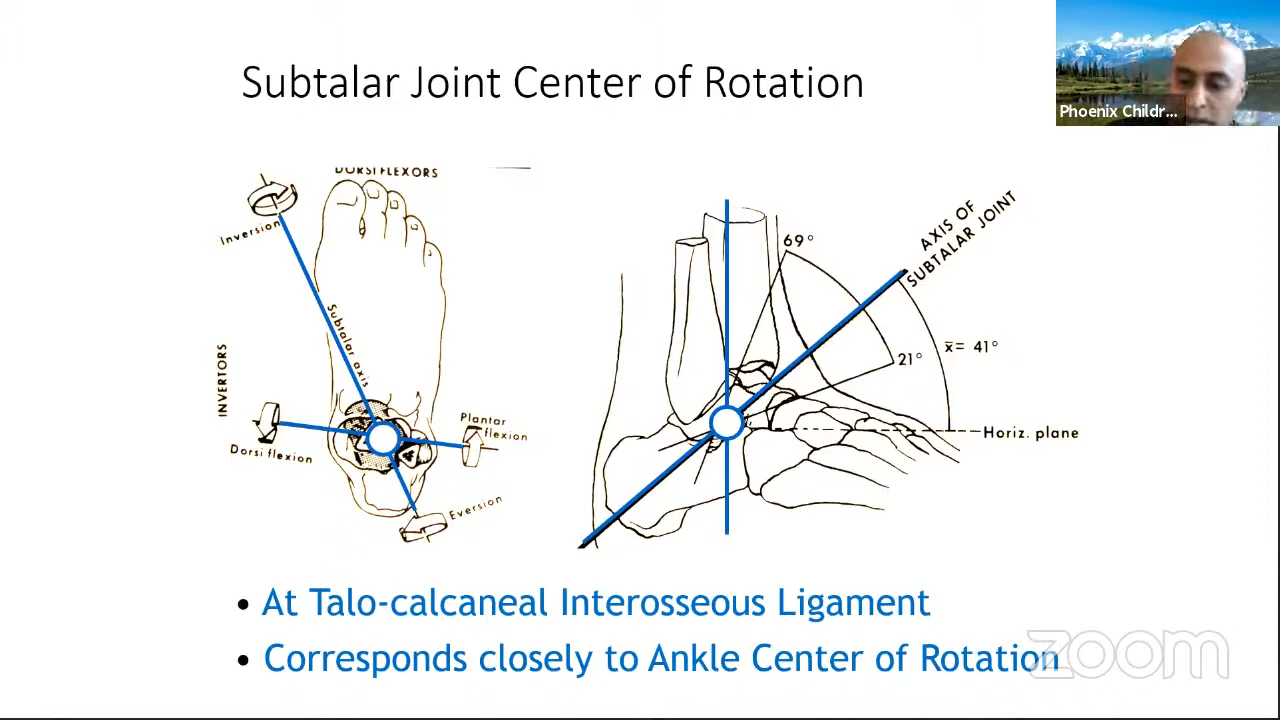 Subtalar Joint Center of Rotation
Phoenix Childr...
DORSIFLEXORS
Inversion
Subtalar axis
INVERTORS
Dorsi flexion
Plantar
flexion
Eversion
69°
AXIS OF
SUBTALAR JOINT
21°
x̄= 41°
Horiz. plane
• At Talo-calcaneal Interosseous Ligament
• Corresponds closely to Ankle Center of Rotation
zoom